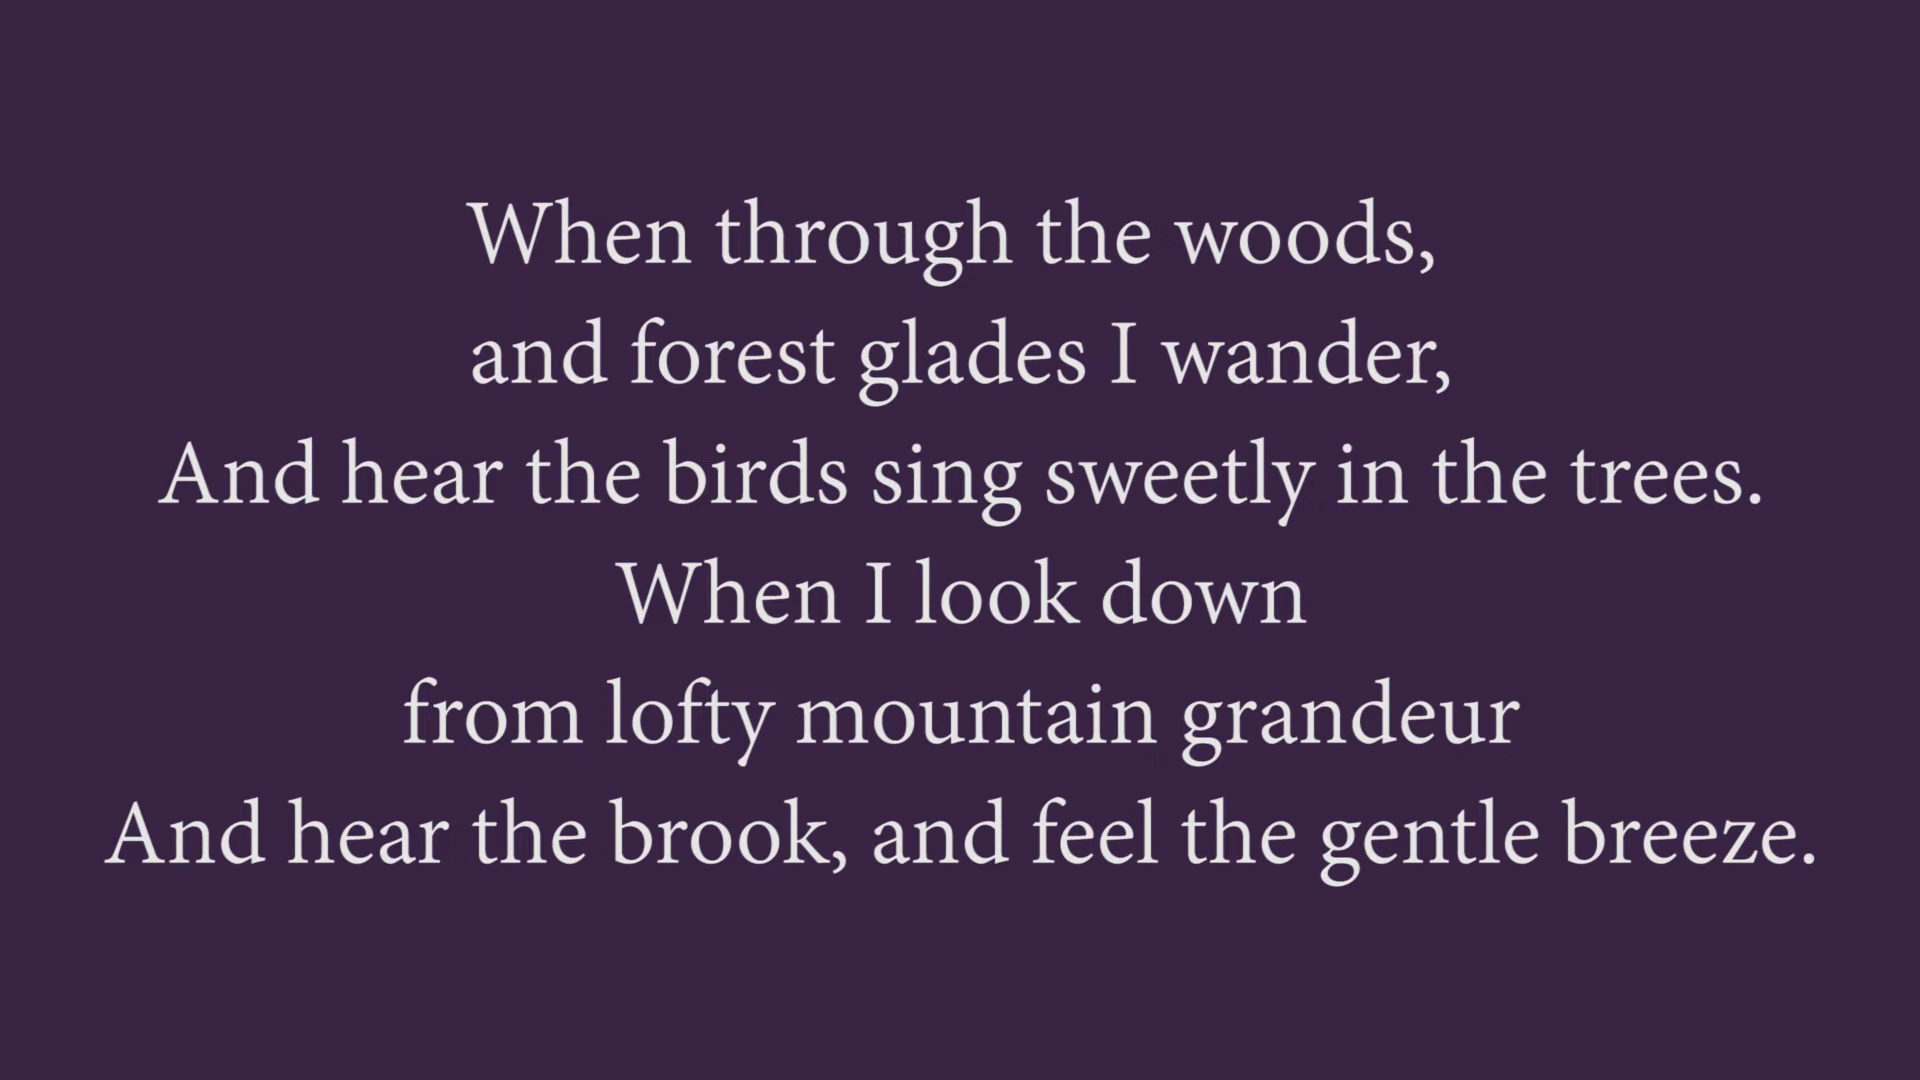 When through the woods,
and forest glades I wander,
And hear the birds sing sweetly in the trees.
When I look down
from lofty mountain grandeur
And hear the brook, and feel the gentle breeze.